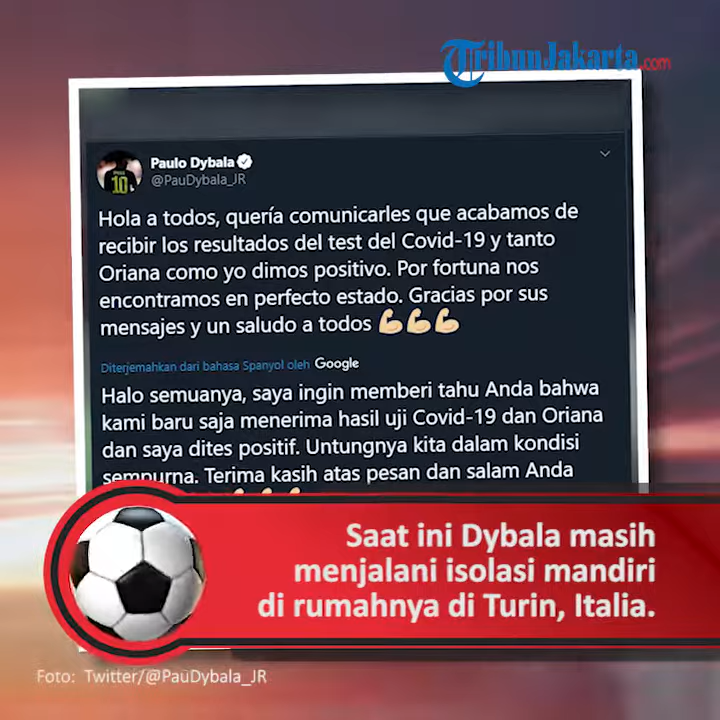 TribunJakarta.com
Paulo Dybala
@PauDybala_JR
Hola a todos, quería comunicarles que acabamos de
recibir los resultados del test del Covid-19 y tanto
Oriana como yo dimos positivo. Por fortuna nos
encontramos en perfecto estado. Gracias por sus
mensajes y un saludo a todos 💪🏼💪🏼💪🏼
Diterjemahkan dari bahasa Spanyol oleh Google
Halo semuanya, saya ingin memberi tahu Anda bahwa
kami baru saja menerima hasil uji Covid-19 dan Oriana
dan saya dites positif. Untungnya kita dalam kondisi
sempurna. Terima kasih atas pesan dan salam Anda
Saat ini Dybala masih
menjalani isolasi mandiri
di rumahnya di Turin, Italia.
Foto: Twitter/@PauDybala_JR